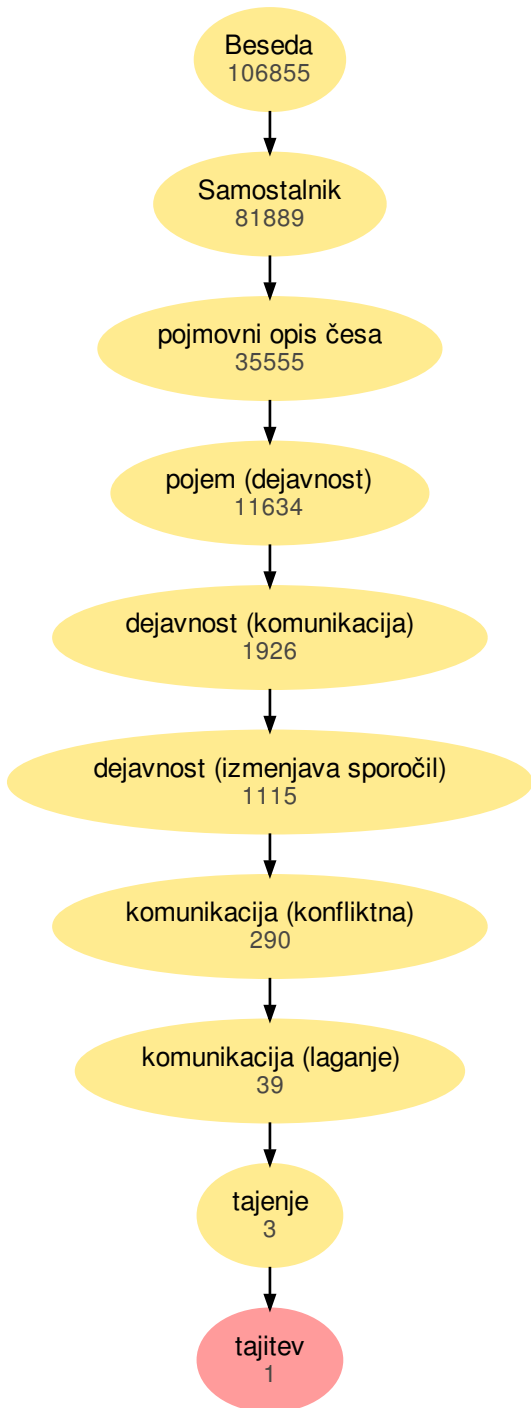 Beseda
106855
Samostalnik
81889
pojmovni opis česa
35555
pojem (dejavnost)
11634
dejavnost (komunikacija)
1926
dejavnost (izmenjava sporočil)
1115
komunikacija (konfliktna)
290
komunikacija (laganje)
39
tajenje
3
tajitev
1